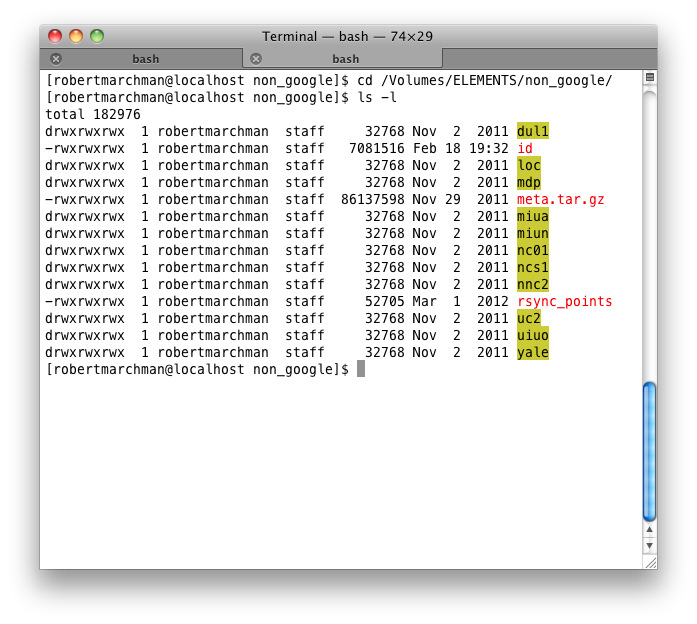 Terminal — bash — 74×29
bash bash
[robertmarchman@localhost non_google]$ cd /Volumes/ELEMENTS/non_google/
[robertmarchman@localhost non_google]$ ls -l
total 182976
drwxrwxrwx  1 robertmarchman  staff     32768 Nov  2  2011 dul1
-rwxrwxrwx  1 robertmarchman  staff   7081516 Feb 18 19:32 id
drwxrwxrwx  1 robertmarchman  staff     32768 Nov  2  2011 loc
drwxrwxrwx  1 robertmarchman  staff     32768 Nov  2  2011 mdp
-rwxrwxrwx  1 robertmarchman  staff  86137598 Nov 29  2011 meta.tar.gz
drwxrwxrwx  1 robertmarchman  staff     32768 Nov  2  2011 miua
drwxrwxrwx  1 robertmarchman  staff     32768 Nov  2  2011 miun
drwxrwxrwx  1 robertmarchman  staff     32768 Nov  2  2011 nc01
drwxrwxrwx  1 robertmarchman  staff     32768 Nov  2  2011 ncs1
drwxrwxrwx  1 robertmarchman  staff     32768 Nov  2  2011 nnc2
-rwxrwxrwx  1 robertmarchman  staff     52705 Mar  1  2012 rsync_points
drwxrwxrwx  1 robertmarchman  staff     32768 Nov  2  2011 uc2
drwxrwxrwx  1 robertmarchman  staff     32768 Nov  2  2011 uiuo
drwxrwxrwx  1 robertmarchman  staff     32768 Nov  2  2011 yale
[robertmarchman@localhost non_google]$